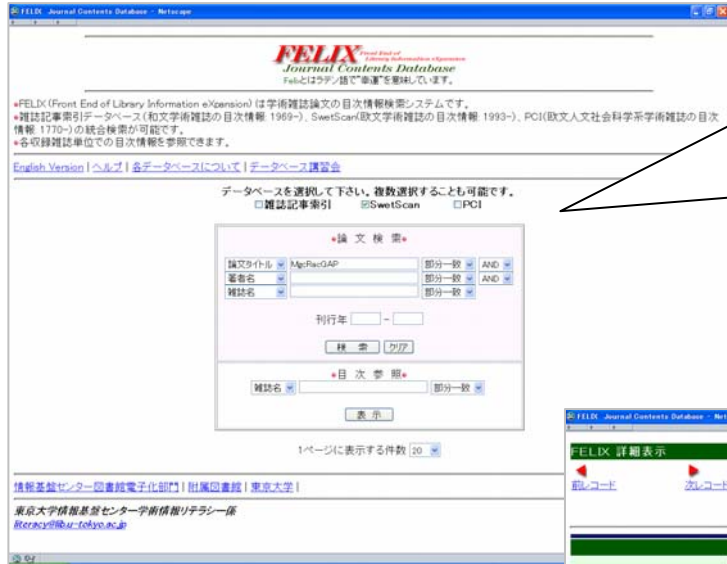 FELIX Journal Contents Database - Netscape
FELIX Front End of Library Information eXpansion
Journal Contents Database
Felixとはラテン語で"幸運"を意味しています。
●FELIX(Front End of Library Information eXpansion)は学術雑誌論文の目次情報検索システムです。
●雑誌記事索引データベース(和文学術雑誌の目次情報:1969-)、SwetScan(欧文学術雑誌の目次情報:1993-)、PCI(欧文人文社会科学系学術雑誌の目次
情報:1770-)の統合検索が可能です。
●各収録雑誌単位での目次情報を参照できます。
English Version | ヘルプ | 各データベースについて | データベース講習会
データベースを選択して下さい。複数選択することも可能です。
雑誌記事索引 SwetScan PCI
●論 文 検 索●
論文タイトル MgcRacGAP 部分一致 AND
著者名 部分一致 AND
雑誌名 部分一致
刊行年 -
検 索 クリア
●目 次 参 照●
雑誌名 部分一致
表 示
1ページに表示する件数 20
情報基盤センター図書館電子化部門 | 附属図書館 | 東京大学 |
東京大学情報基盤センター学術情報リテラシー係
literacy@lib.u-tokyo.ac.jp
FELIX Journal Contents Database - Net
FELIX 詳細表示
前レコード 次レコード